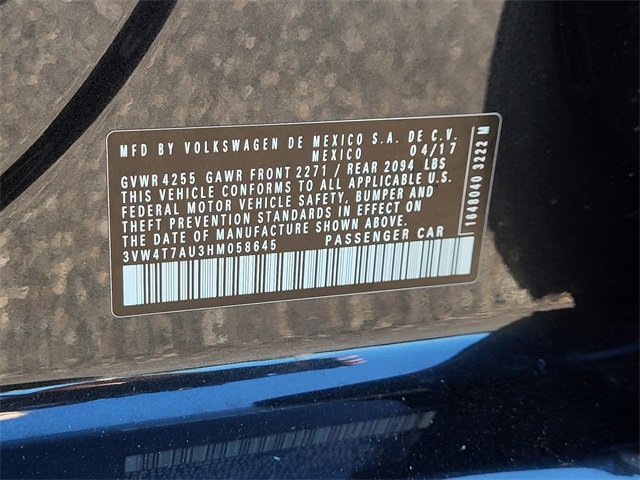 MFD BY VOLKSWAGEN DE MEXICO S.A. DE C.V.
MEXICO 04/17
GVWR 4255 GAWR FRONT 2271 / REAR 2094 LBS
THIS VEHICLE CONFORMS TO ALL APPLICABLE U.S.
FEDERAL MOTOR VEHICLE SAFETY, BUMPER AND
THEFT PREVENTION STANDARDS IN EFFECT ON
THE DATE OF MANUFACTURE SHOWN ABOVE.
3VW4T7AU3HM058645 PASSENGER CAR
1648040 3222 M